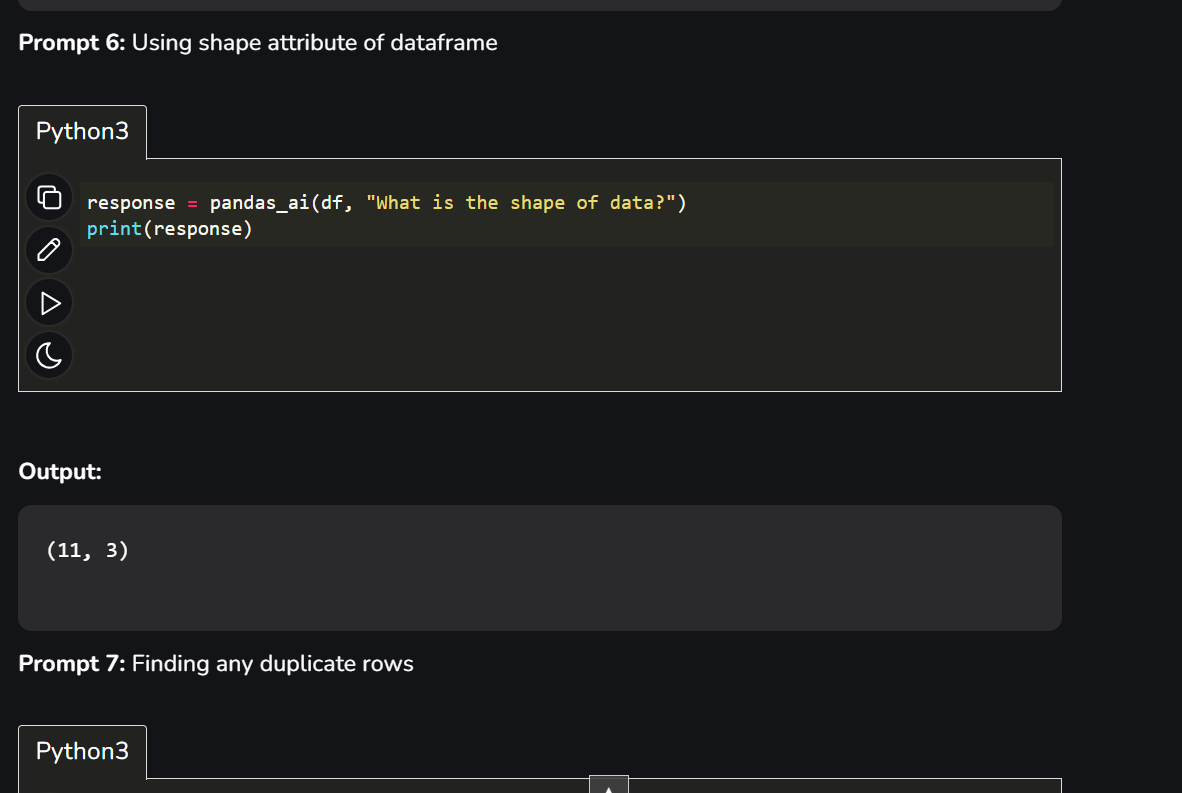 Prompt 6: Using shape attribute of dataframe
Python3
response = pandas_ai(df, "What is the shape of data?")
print(response)
Output:
(11, 3)
Prompt 7: Finding any duplicate rows
Python3